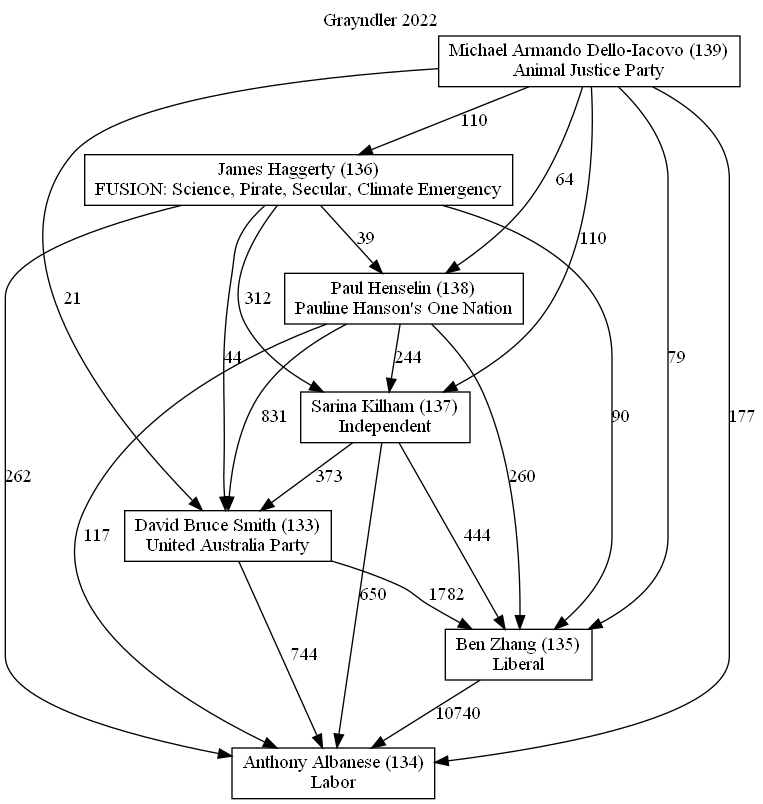 Grayndler 2022
Michael Armando Dello-Iacovo (139)
Animal Justice Party
110
James Haggerty (136)
FUSION: Science, Pirate, Secular, Climate Emergency
64
39
110
Paul Henselin (138)
Pauline Hanson's One Nation
21
312
44
244
79
Sarina Kilham (137)
Independent
831
90
177
262
373
260
David Bruce Smith (133)
United Australia Party
117
444
650
1782
Ben Zhang (135)
Liberal
744
10740
Anthony Albanese (134)
Labor